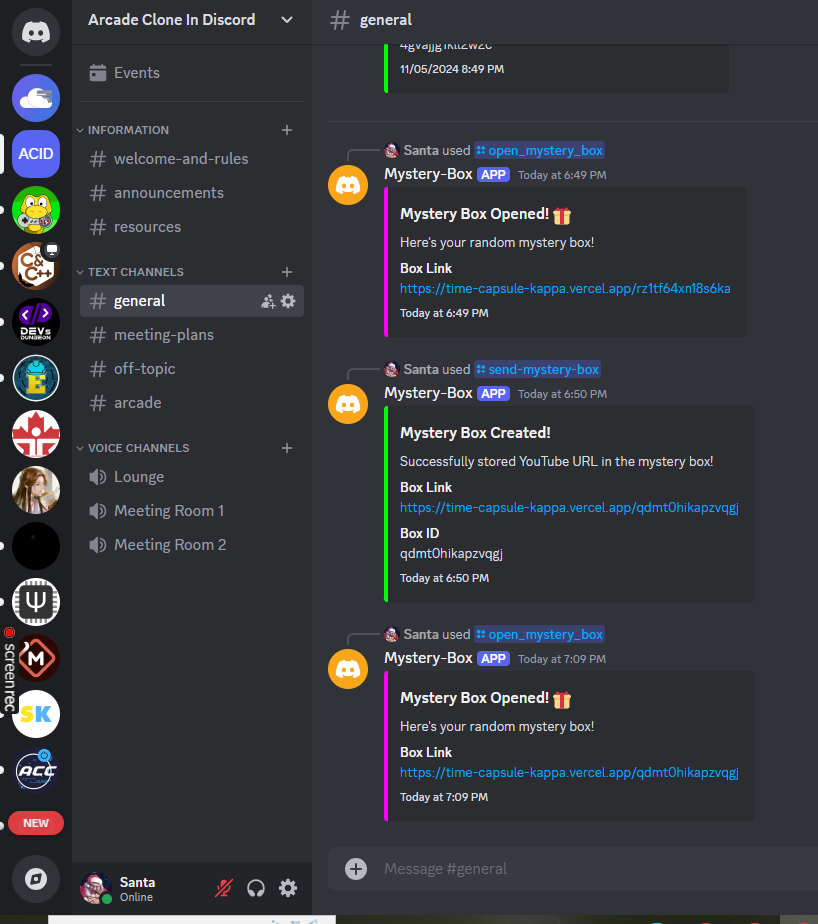 Arcade Clone In Discord
Events
INFORMATION
welcome-and-rules
announcements
resources
TEXT CHANNELS
general
meeting-plans
off-topic
arcade
VOICE CHANNELS
Lounge
Meeting Room 1
Meeting Room 2
ACID
C&
C++
DEVs
DUNGEON
E
M
screenrec
SK
ACC
NEW
Santa
Online
# general
11/05/2024 8:49 PM
Santa used open_mystery_box
Mystery-Box APP Today at 6:49 PM
Mystery Box Opened!
Here's your random mystery box!
Box Link
https://time-capsule-kappa.vercel.app/rz1tf64xn18s6ka
Today at 6:49 PM
Santa used send-mystery-box
Mystery-Box APP Today at 6:50 PM
Mystery Box Created!
Successfully stored YouTube URL in the mystery box!
Box Link
https://time-capsule-kappa.vercel.app/qdmt0hikapzvqgj
Box ID
qdmt0hikapzvqgj
Today at 6:50 PM
Santa used open_mystery_box
Mystery-Box APP Today at 7:09 PM
Mystery Box Opened!
Here's your random mystery box!
Box Link
https://time-capsule-kappa.vercel.app/qdmt0hikapzvqgj
Today at 7:09 PM
Message #general